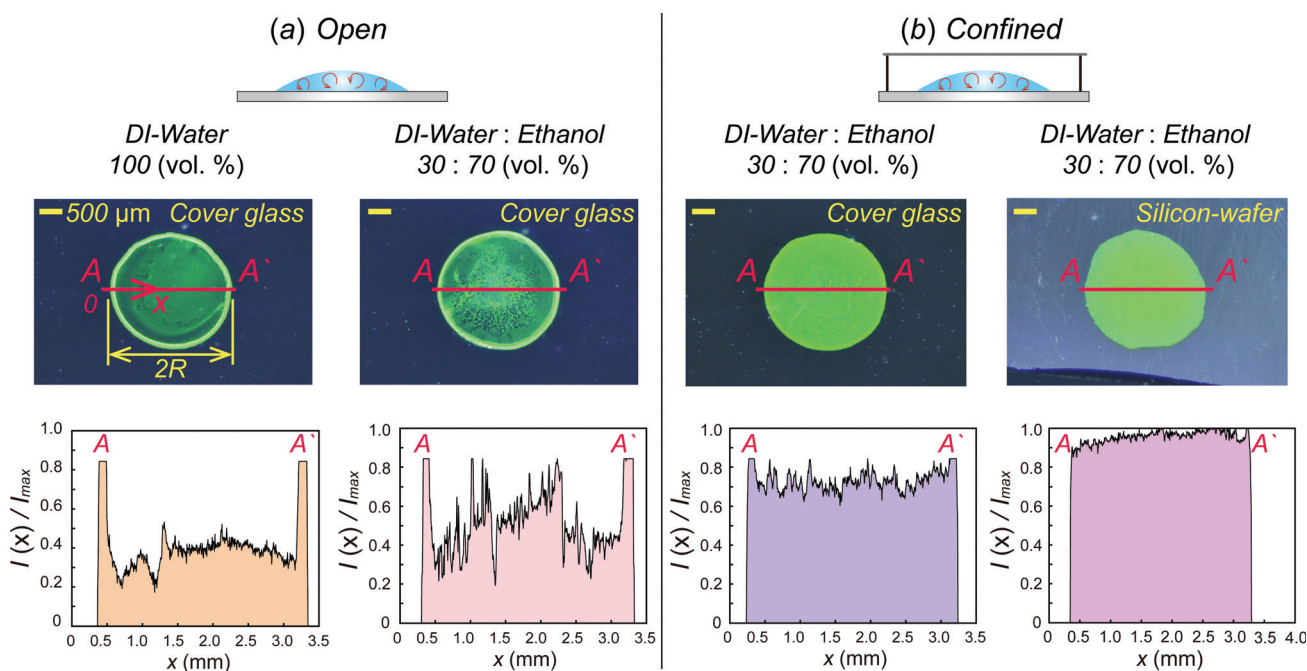 (a) Open
DI-Water
100 (vol. %)
DI-Water : Ethanol
30 : 70 (vol. %)
500 µm Cover glass
A
A`
0
x
2R
Cover glass
A
A`
1.0
0.8
0.6
0.4
0.2
0
I (x) / Imax
A
A`
0
0.5
1.0
1.5
2.0
2.5
3.0
3.5
x (mm)
1.0
0.8
0.6
0.4
0.2
0
I (x) / Imax
A
A`
0
0.5
1.0
1.5
2.0
2.5
3.0
3.5
x (mm)
(b) Confined
DI-Water : Ethanol
30 : 70 (vol. %)
DI-Water : Ethanol
30 : 70 (vol. %)
Cover glass
A
A`
Silicon-wafer
A
A`
1.0
0.8
0.6
0.4
0.2
0
I (x) / Imax
A
A`
0
0.5
1.0
1.5
2.0
2.5
3.0
3.5
x (mm)
1.0
0.8
0.6
0.4
0.2
0
I (x) / Imax
A
A`
0
0.5
1.0
1.5
2.0
2.5
3.0
3.5
4.0
x (mm)